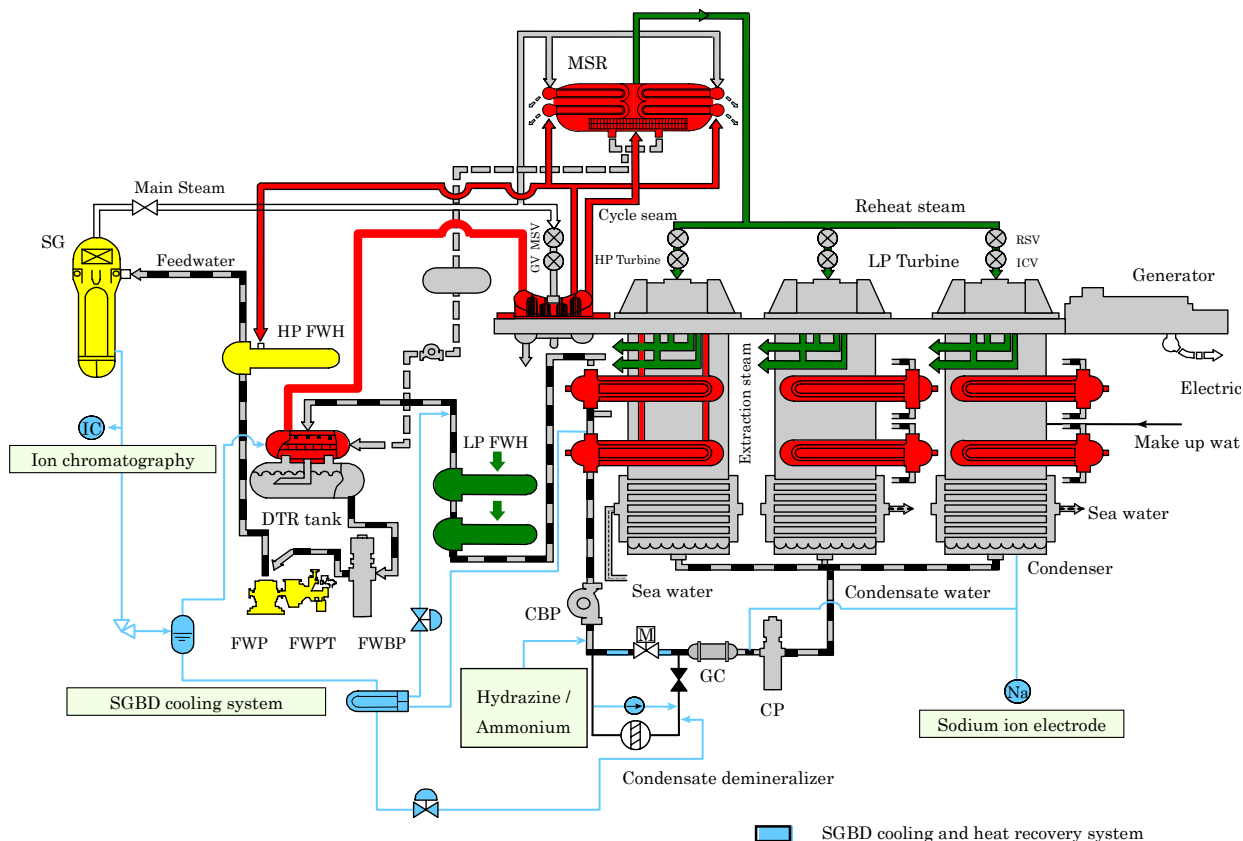 MSR
Main Steam
Cycle seam
Reheat steam
SG
GV MSV
RSV
Feedwater
HP Turbine
LP Turbine
ICV
Generator
HP FWH
Electric
Extraction steam
IC
Make up wat
Ion chromatography
LP FWH
DTR tank
Sea water
Condenser
Sea water
Condensate water
CBP
FWP
FWPT
FWBP
M
GC
SGBD cooling system
Hydrazine /
Ammonium
CP
Na
Sodium ion electrode
Condensate demineralizer
SGBD cooling and heat recovery system